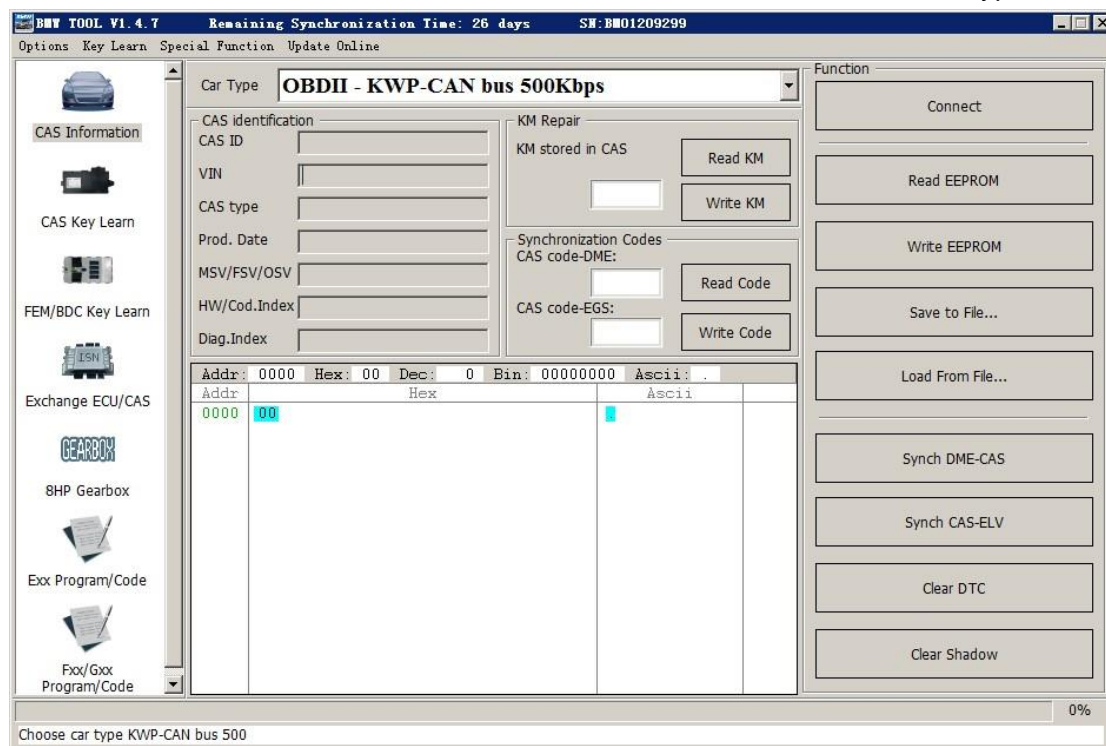 BMW TOOL V1.4.7 Remaining Synchronization Time: 26 days SN:BM01209299
Options Key Learn Special Function Update Online
CAS Information
CAS Key Learn
FEM/BDC Key Learn
ISN
Exchange ECU/CAS
GEARBOX
8HP Gearbox
Exx Program/Code
Fxx/Gxx
Program/Code
Car Type OBDII - KWP-CAN bus 500Kbps
CAS identification
CAS ID
VIN
CAS type
Prod. Date
MSV/FSV/OSV
HW/Cod.Index
Diag.Index
KM Repair
KM stored in CAS
Read KM
Write KM
Synchronization Codes
CAS code-DME:
Read Code
CAS code-EGS:
Write Code
Addr: 0000 Hex: 00 Dec: 0 Bin: 00000000 Ascii: .
Addr Hex Ascii
0000 00 .
Function
Connect
Read EEPROM
Write EEPROM
Save to File...
Load From File...
Synch DME-CAS
Synch CAS-ELV
Clear DTC
Clear Shadow
0%
Choose car type KWP-CAN bus 500